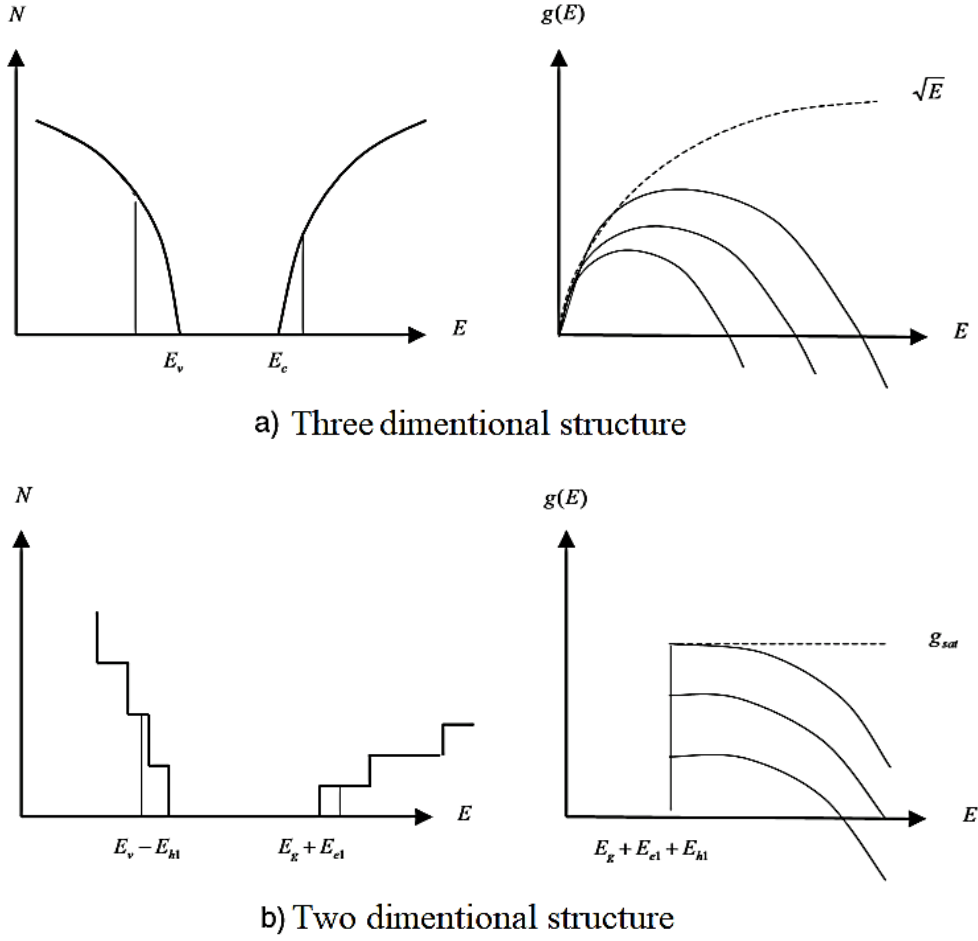 N
g(E)
√E
E
E_v
E_c
E
a) Three dimentional structure
N
g(E)
g_sat
E
E_v − E_h1
E_g + E_e1
E
E_g + E_e1 + E_h1
b) Two dimentional structure